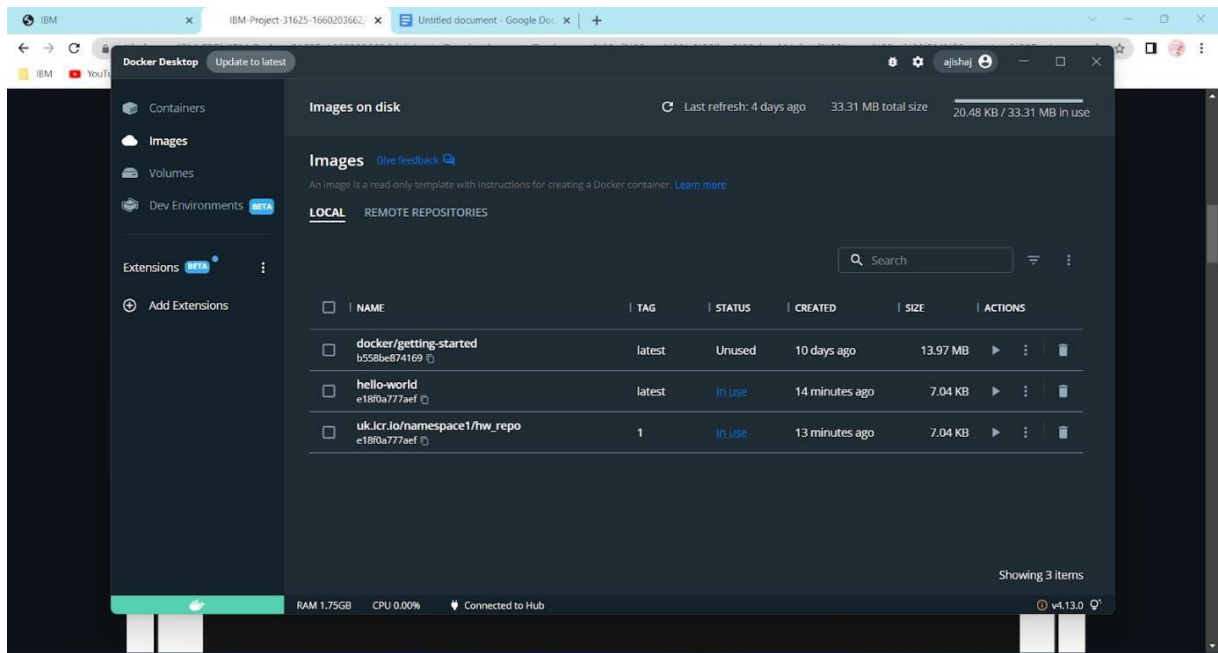 IBM
IBM-Project-31625-1660203662/
Untitled document - Google Doc
IBM
YouTu
Docker Desktop
Update to latest
ajishaj
Containers
Images
Volumes
Dev Environments BETA
Extensions BETA
Add Extensions
Images on disk
Last refresh: 4 days ago
33.31 MB total size
20.48 KB / 33.31 MB in use
Images
Give feedback
An image is a read-only template with instructions for creating a Docker container. Learn more
LOCAL
REMOTE REPOSITORIES
Search
NAME TAG STATUS CREATED SIZE ACTIONS
docker/getting-started latest Unused 10 days ago 13.97 MB
b558be874169
hello-world latest In use 14 minutes ago 7.04 KB
e18f0a777aef
uk.icr.io/namespace1/hw_repo 1 In use 13 minutes ago 7.04 KB
e18f0a777aef
Showing 3 items
RAM 1.75GB CPU 0.00% Connected to Hub v4.13.0